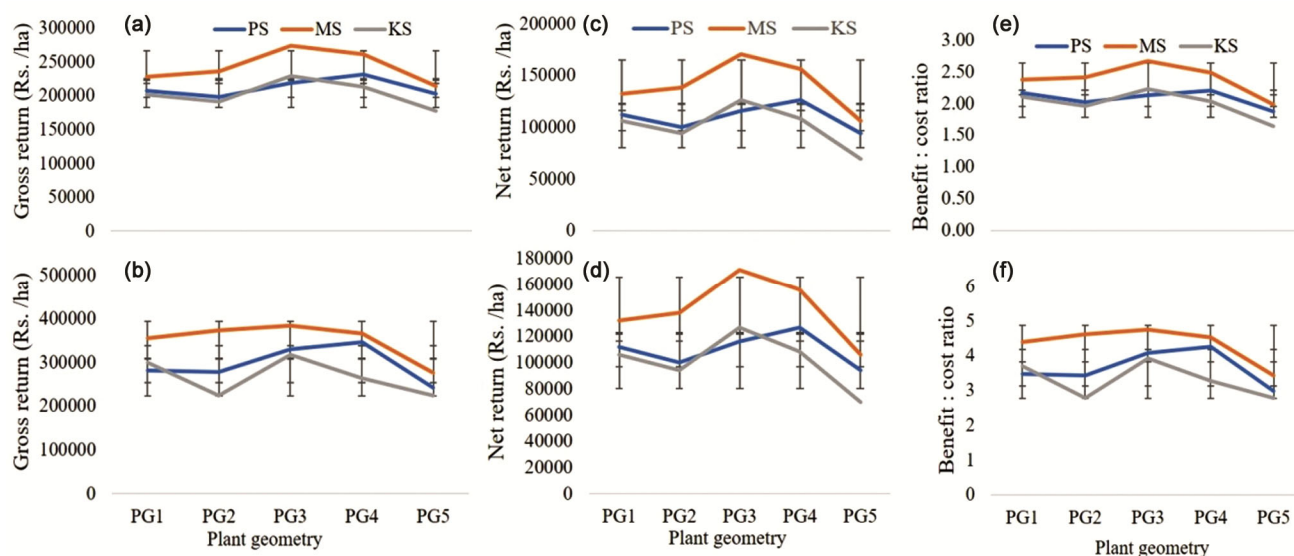 (a)
PS MS KS
Gross return (Rs. /ha)
300000
250000
200000
150000
100000
50000
0
(c)
PS MS KS
Net return (Rs. /ha)
200000
150000
100000
50000
0
(e)
PS MS KS
Benefit : cost ratio
3.00
2.50
2.00
1.50
1.00
0.50
0.00
(b)
Gross return (Rs. /ha)
500000
400000
300000
200000
100000
0
PG1 PG2 PG3 PG4 PG5
Plant geometry
(d)
Net return (Rs. /ha)
180000
160000
140000
120000
100000
80000
60000
40000
20000
0
PG1 PG2 PG3 PG4 PG5
Plant geometry
(f)
Benefit : cost ratio
6
5
4
3
2
1
0
PG1 PG2 PG3 PG4 PG5
Plant geometry